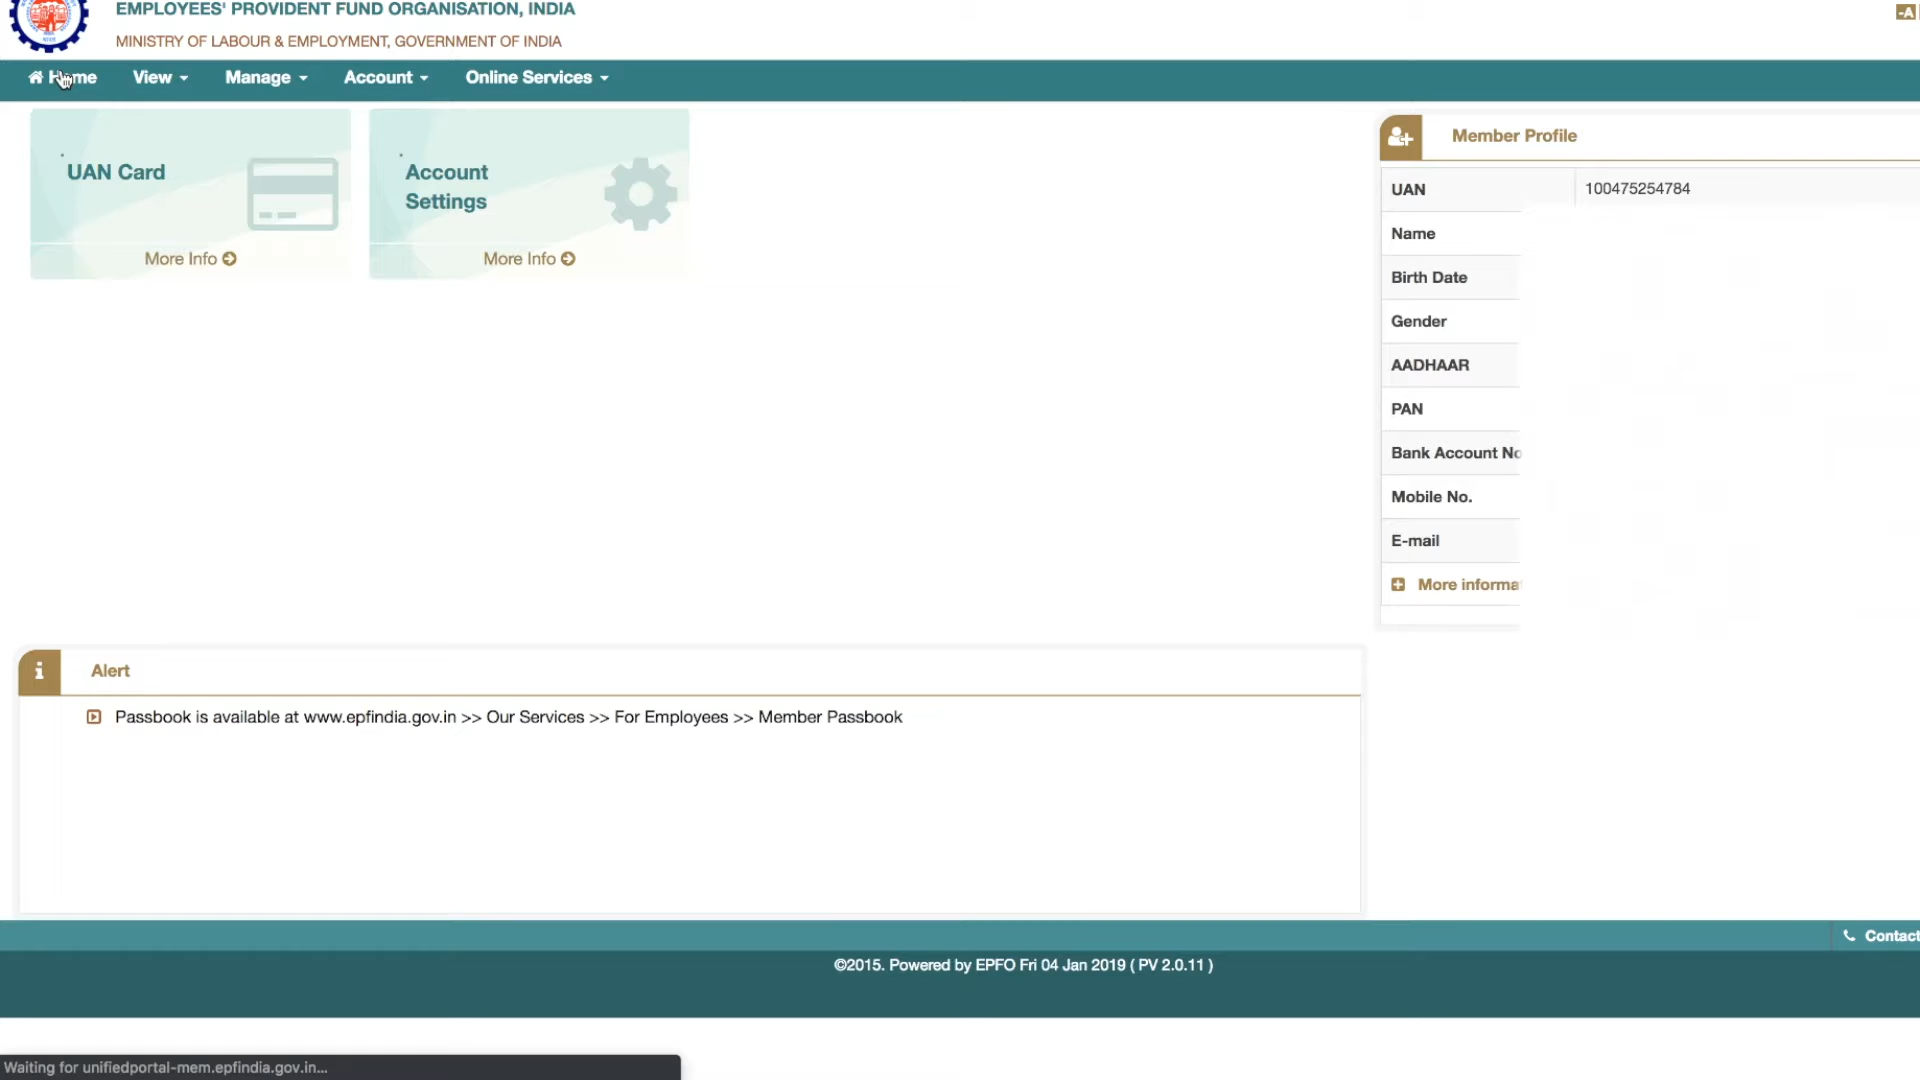 EMPLOYEES' PROVIDENT FUND ORGANISATION, INDIA
-A
MINISTRY OF LABOUR & EMPLOYMENT, GOVERNMENT OF INDIA
Home View Manage Account Online Services
UAN Card
More Info
Account
Settings
More Info
Member Profile
UAN 100475254784
Name
Birth Date
Gender
AADHAAR
PAN
Bank Account No
Mobile No.
E-mail
More informa
Alert
Passbook is available at www.epfindia.gov.in >> Our Services >> For Employees >> Member Passbook
Contact
©2015. Powered by EPFO Fri 04 Jan 2019 ( PV 2.0.11 )
Waiting for unifiedportal-mem.epfindia.gov.in...